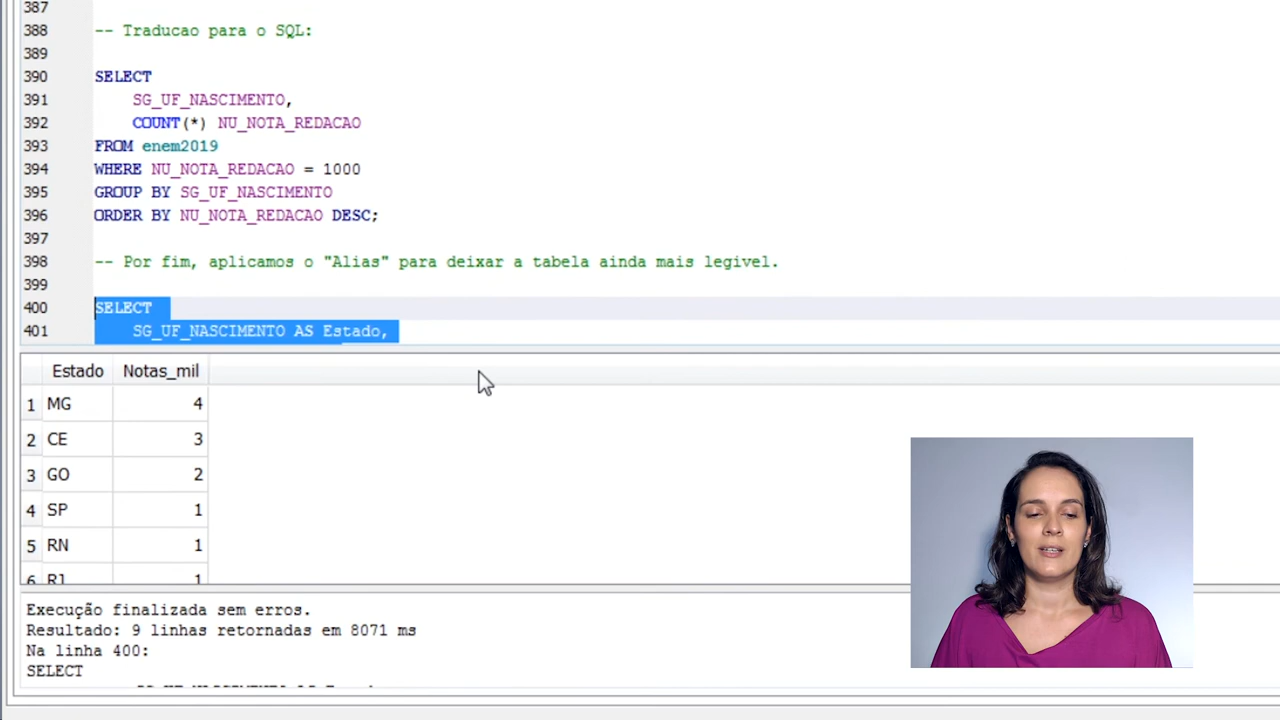 387
388 -- Traducao para o SQL:
389
390 SELECT
391 SG_UF_NASCIMENTO,
392 COUNT(*) NU_NOTA_REDACAO
393 FROM enem2019
394 WHERE NU_NOTA_REDACAO = 1000
395 GROUP BY SG_UF_NASCIMENTO
396 ORDER BY NU_NOTA_REDACAO DESC;
397
398 -- Por fim, aplicamos o "Alias" para deixar a tabela ainda mais legivel.
399
400 SELECT
401 SG_UF_NASCIMENTO AS Estado,
Estado Notas_mil
1 MG 4
2 CE 3
3 GO 2
4 SP 1
5 RN 1
6 RJ 1
Execução finalizada sem erros.
Resultado: 9 linhas retornadas em 8071 ms
Na linha 400:
SELECT